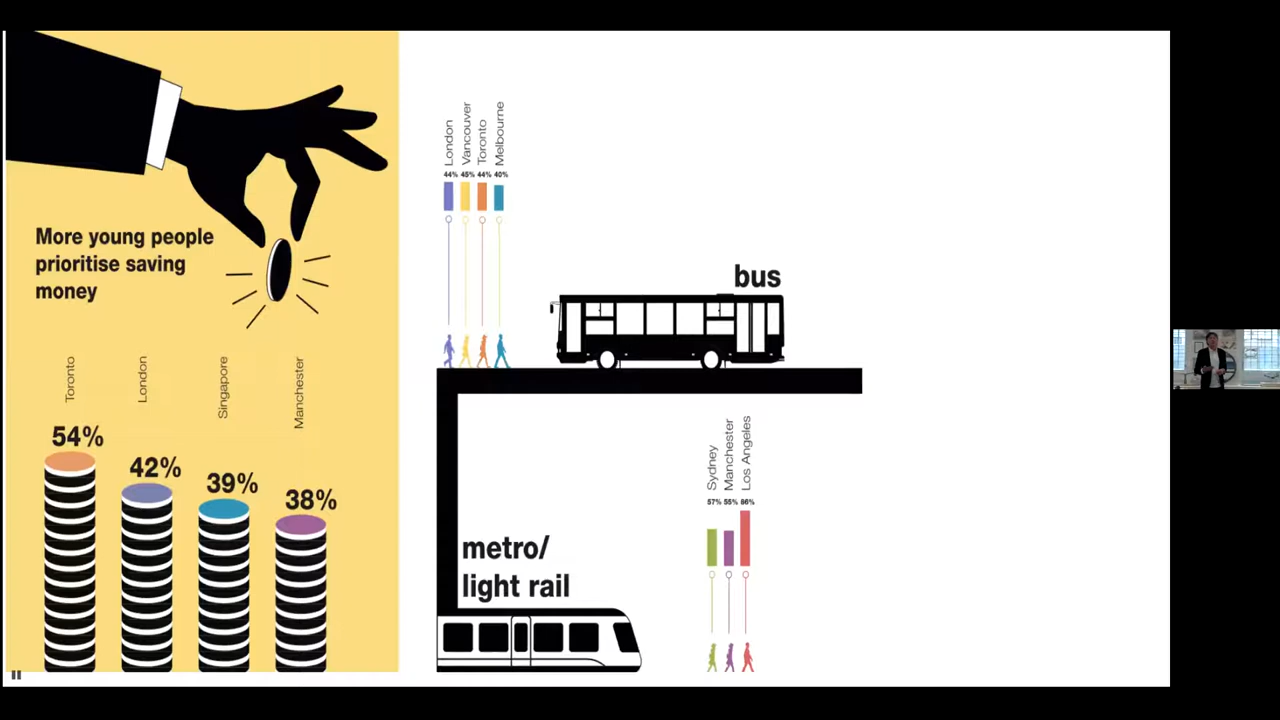 More young people
prioritise saving
money
Toronto
London
Singapore
Manchester
54%
42%
39%
38%
London
Vancouver
Toronto
Melbourne
44% 45% 44% 40%
bus
Sydney
Manchester
Los Angeles
57% 55% 86%
metro/
light rail